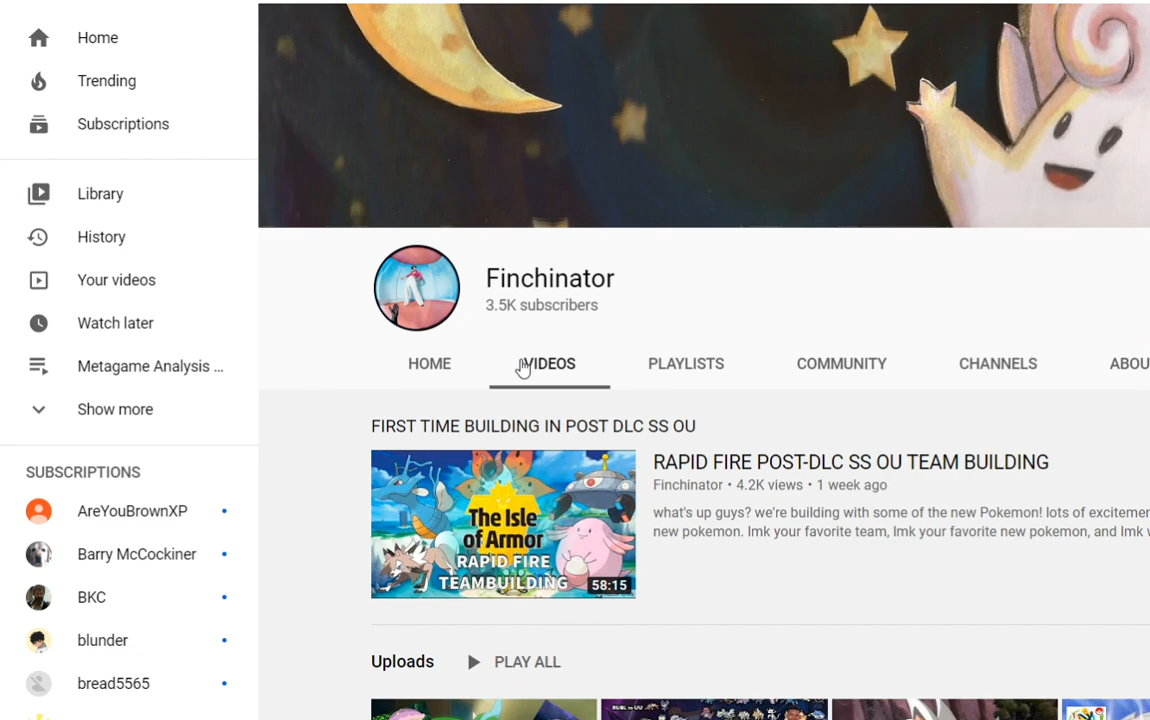 Home
Trending
Subscriptions
Library
History
Your videos
Watch later
Metagame Analysis ...
Show more
SUBSCRIPTIONS
AreYouBrownXP
Barry McCockiner
BKC
blunder
bread5565
Finchinator
3.5K subscribers
HOME
VIDEOS
PLAYLISTS
COMMUNITY
CHANNELS
ABOU
FIRST TIME BUILDING IN POST DLC SS OU
The Isle
of Armor
RAPID FIRE
TEAMBUILDING
58:15
RAPID FIRE POST-DLC SS OU TEAM BUILDING
Finchinator • 4.2K views • 1 week ago
what's up guys? we're building with some of the new Pokemon! lots of excitemer
new pokemon. lmk your favorite team, lmk your favorite new pokemon, and lmk
Uploads
PLAY ALL